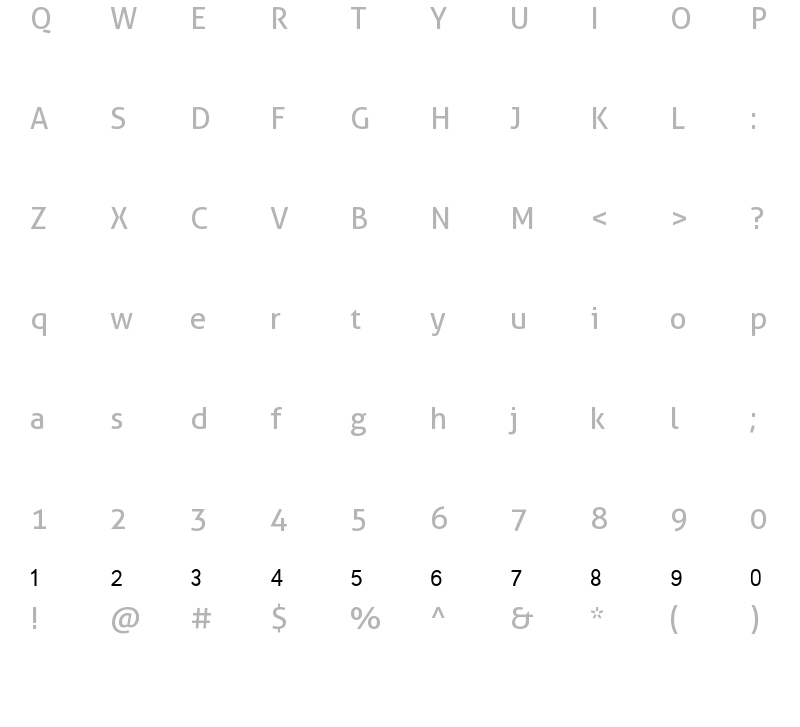 Q W E R T Y U I O P
A S D F G H J K L :
Z X C V B N M < > ?
q w e r t y u i o p
a s d f g h j k l ;
1 2 3 4 5 6 7 8 9 0
1 2 3 4 5 6 7 8 9 0
! @ # $ % ^ & * ( )